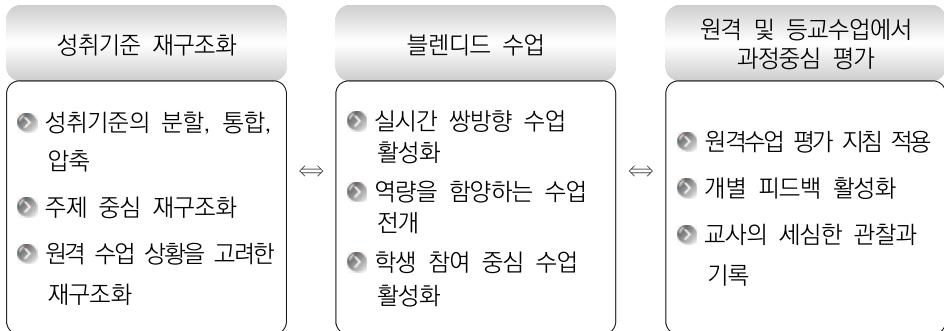 성취기준 재구조화
성취기준의 분할, 통합,
압축
주제 중심 재구조화
원격 수업 상황을 고려한
재구조화
⇔
블렌디드 수업
실시간 쌍방향 수업
활성화
역량을 함양하는 수업
전개
학생 참여 중심 수업
활성화
⇔
원격 및 등교수업에서
과정중심 평가
원격수업 평가 지침 적용
개별 피드백 활성화
교사의 세심한 관찰과
기록